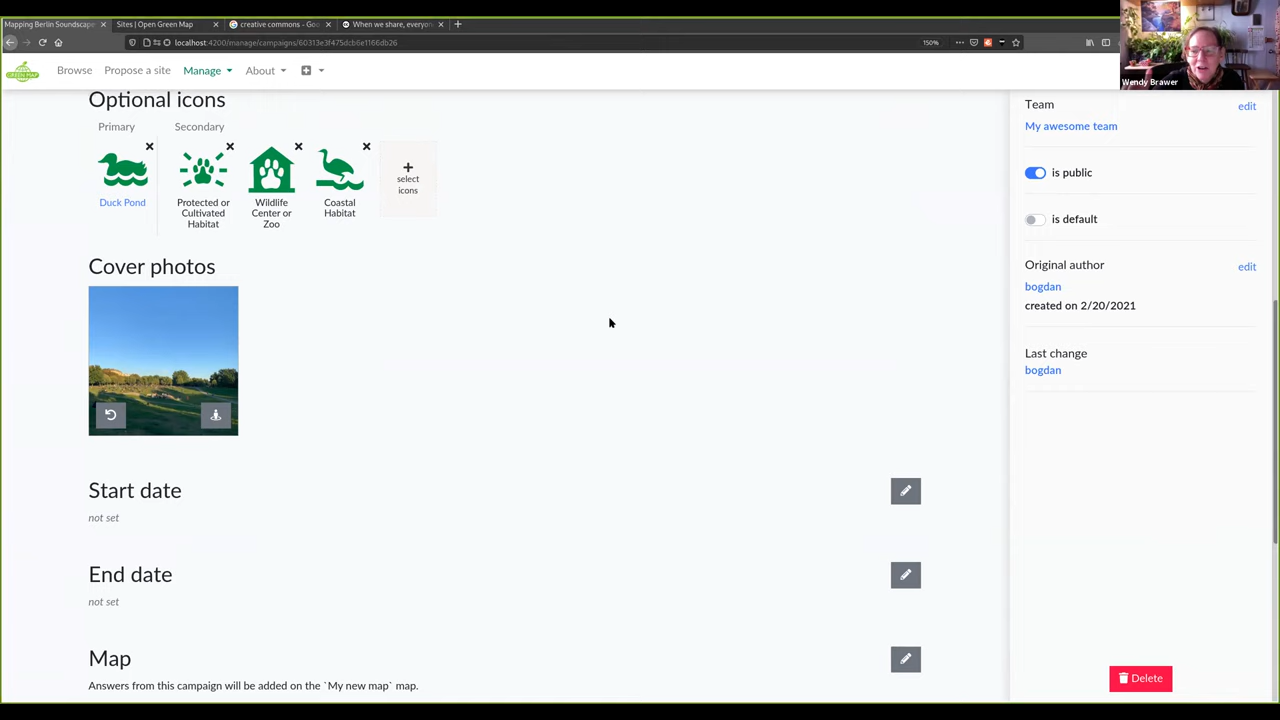 Mapping Berlin Soundscape
Sites | Open Green Map
creative commons - Goo
When we share, everyon
localhost:4200/manage/campaigns/60313e3f475dcb6e1166db26
150%
GREEN MAP
Browse
Propose a site
Manage
About
Wendy Brawer
Optional icons
Primary
Secondary
Duck Pond
Protected or
Cultivated
Habitat
Wildlife
Center or
Zoo
Coastal
Habitat
select
icons
Cover photos
Start date
not set
End date
not set
Map
Answers from this campaign will be added on the `My new map` map.
Team
edit
My awesome team
is public
is default
Original author
edit
bogdan
created on 2/20/2021
Last change
bogdan
Delete